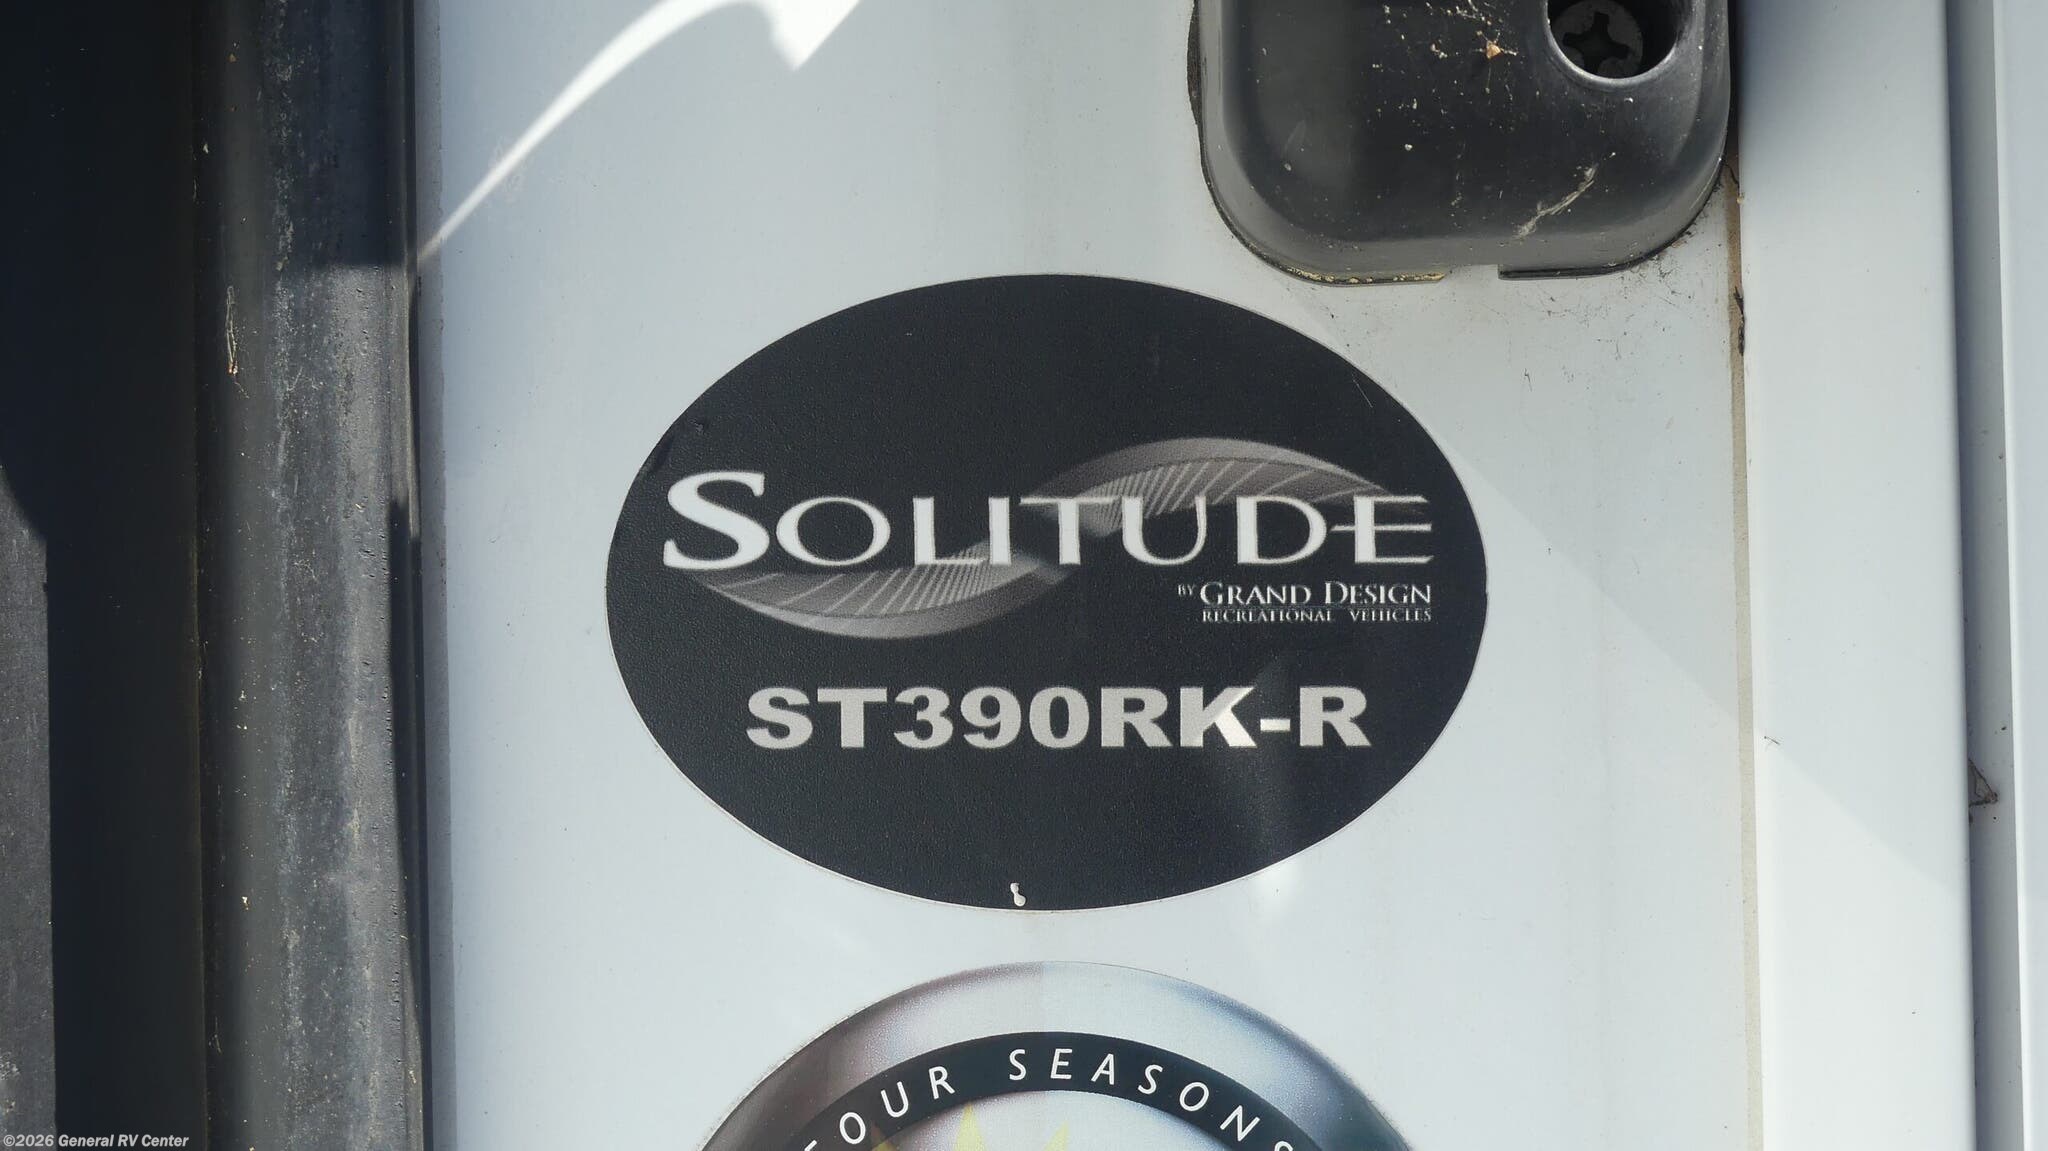 SOLITUDE
BY GRAND DESIGN
RECREATIONAL VEHICLES
ST390RK-R
FOUR SEASONS
©2026 General RV Center